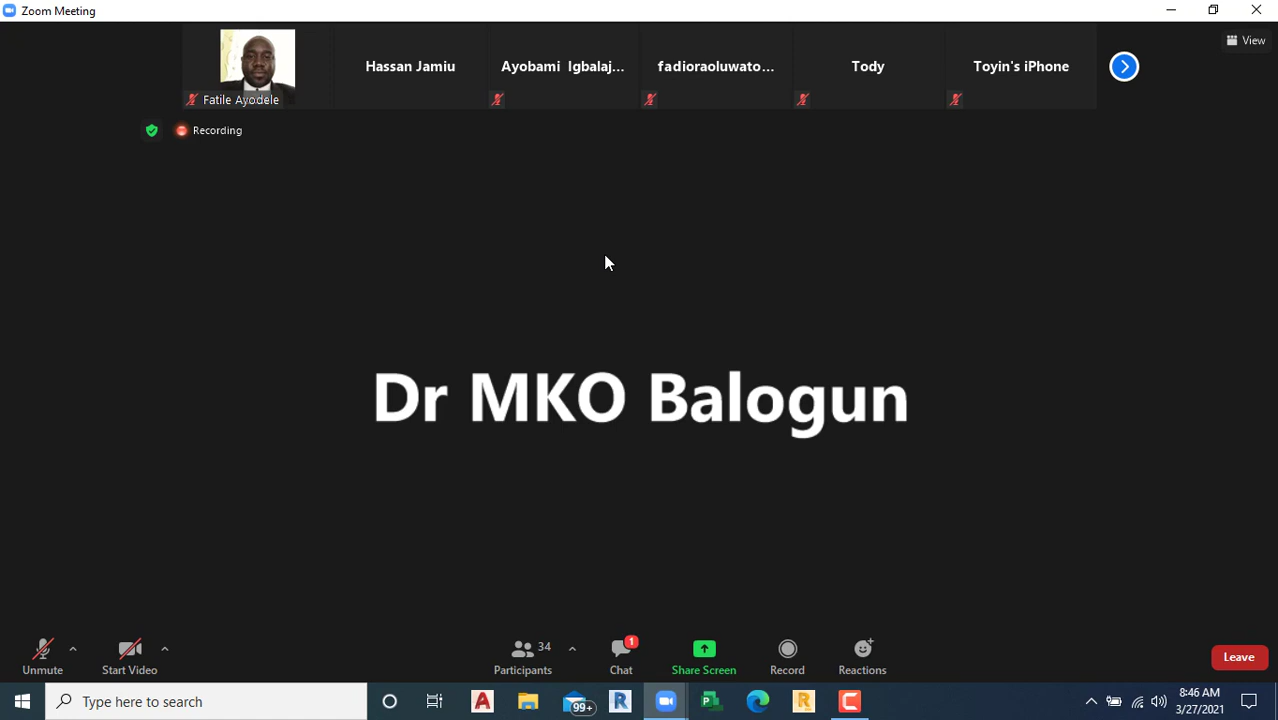 Zoom Meeting
View
Fatile Ayodele
Hassan Jamiu
Ayobami Igbalaj...
fadioraoluwato...
Tody
Toyin's iPhone
Recording
Dr MKO Balogun
Unmute
Start Video
34
Participants
1
Chat
Share Screen
Record
Reactions
Leave
Type here to search
A
99+
R
P
R
C
8:46 AM
3/27/2021